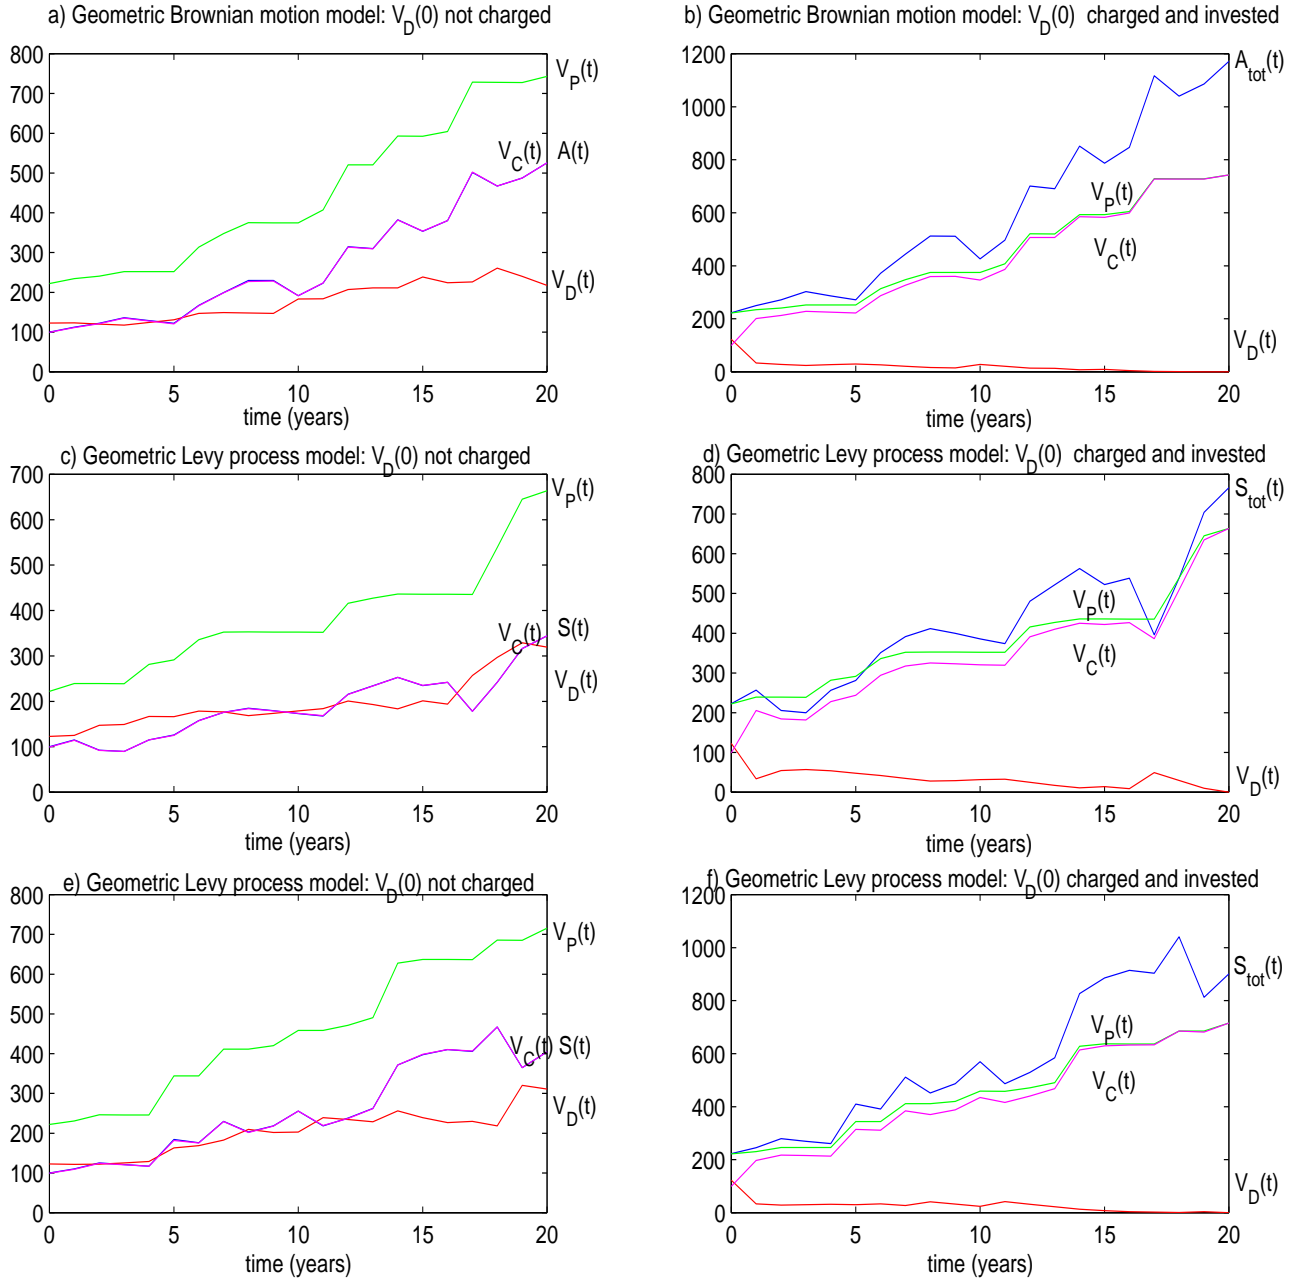 a) Geometric Brownian motion model: V_D(0) not charged
800
700
600
500
400
300
200
100
0
0 5 10 15 20
time (years)
V_P(t)
V_C(t) A(t)
V_D(t)
b) Geometric Brownian motion model: V_D(0) charged and invested
1200
1000
800
600
400
200
0
0 5 10 15 20
time (years)
A_tot(t)
V_P(t)
V_C(t)
V_D(t)
c) Geometric Levy process model: V_D(0) not charged
700
600
500
400
300
200
100
0
0 5 10 15 20
time (years)
V_P(t)
V_C(t) S(t)
V_D(t)
d) Geometric Levy process model: V_D(0) charged and invested
800
700
600
500
400
300
200
100
0
0 5 10 15 20
time (years)
S_tot(t)
V_P(t)
V_C(t)
V_D(t)
e) Geometric Levy process model: V_D(0) not charged
800
700
600
500
400
300
200
100
0
0 5 10 15 20
time (years)
V_P(t)
V_C(t) S(t)
V_D(t)
f) Geometric Levy process model: V_D(0) charged and invested
1200
1000
800
600
400
200
0
0 5 10 15 20
time (years)
S_tot(t)
V_P(t)
V_C(t)
V_D(t)